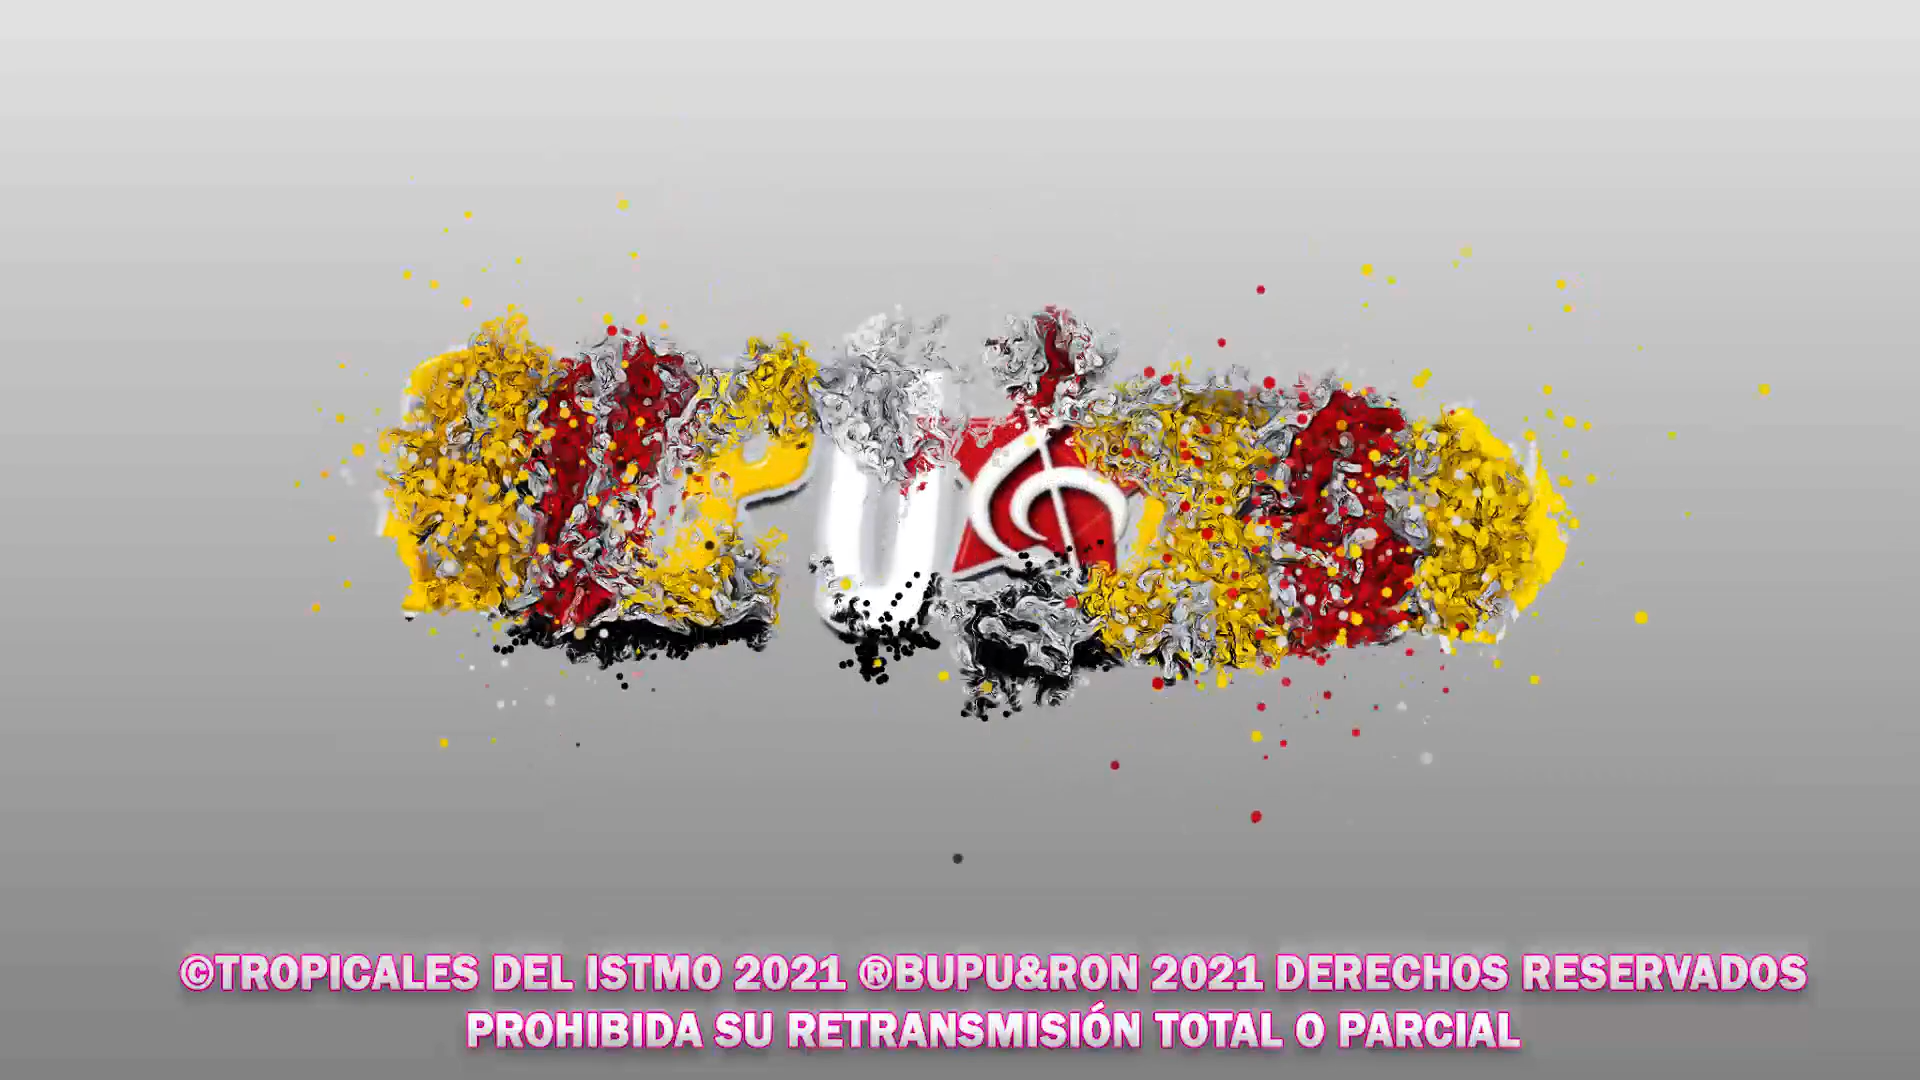 ©TROPICALES DEL ISTMO 2021 ®BUPU&RON 2021 DERECHOS RESERVADOS
PROHIBIDA SU RETRANSMISIÓN TOTAL O PARCIAL